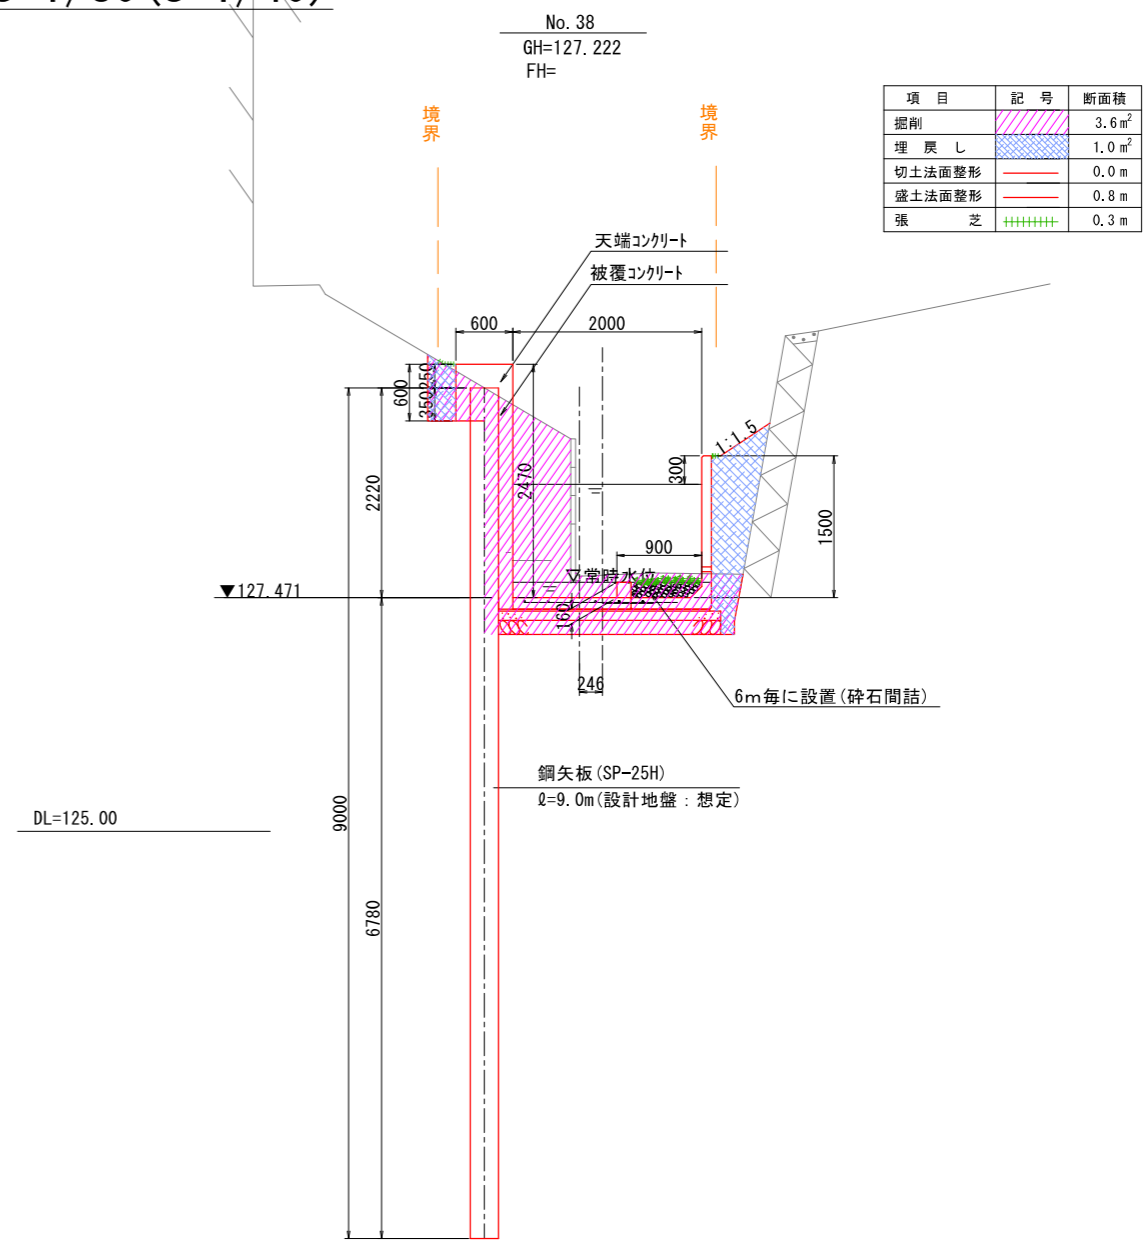 No.38
GH=127.222
FH=
項 目 記 号 断面積
掘削 3.6㎡
埋 戻 し 1.0㎡
切土法面整形 0.0m
盛土法面整形 0.8m
張 芝 0.3m
境界
境界
天端コンクリート
被覆コンクリート
600
2000
600
250
350
2220
2470
300
1:1.5
1500
900
▽常時水位
▼127.471
160
246
6m毎に設置(砕石間詰)
鋼矢板(SP-25H)
ℓ=9.0m(設計地盤:想定)
DL=125.00
9000
6780